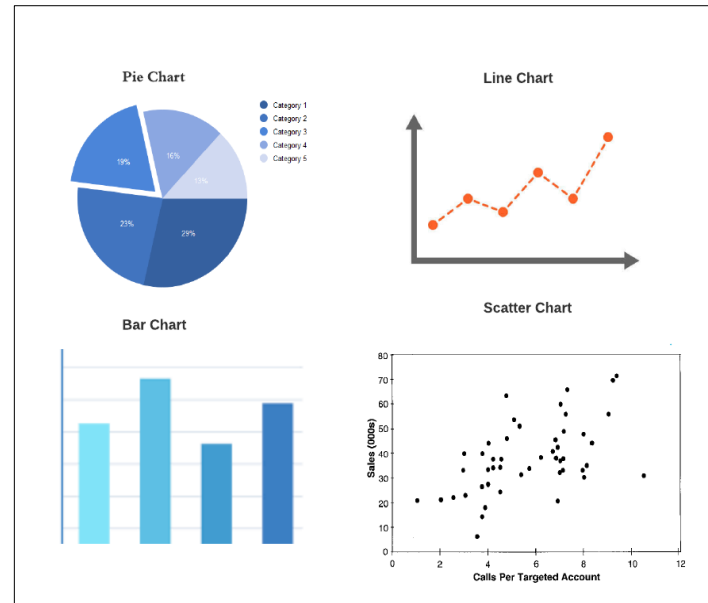 Pie Chart
Category 1
Category 2
Category 3
Category 4
Category 5
16%
19%
23%
29%
Line Chart
Bar Chart
Scatter Chart
Sales (000s)
80
70
60
50
40
30
20
10
0
0 2 4 6 8 10 12
Calls Per Targeted Account